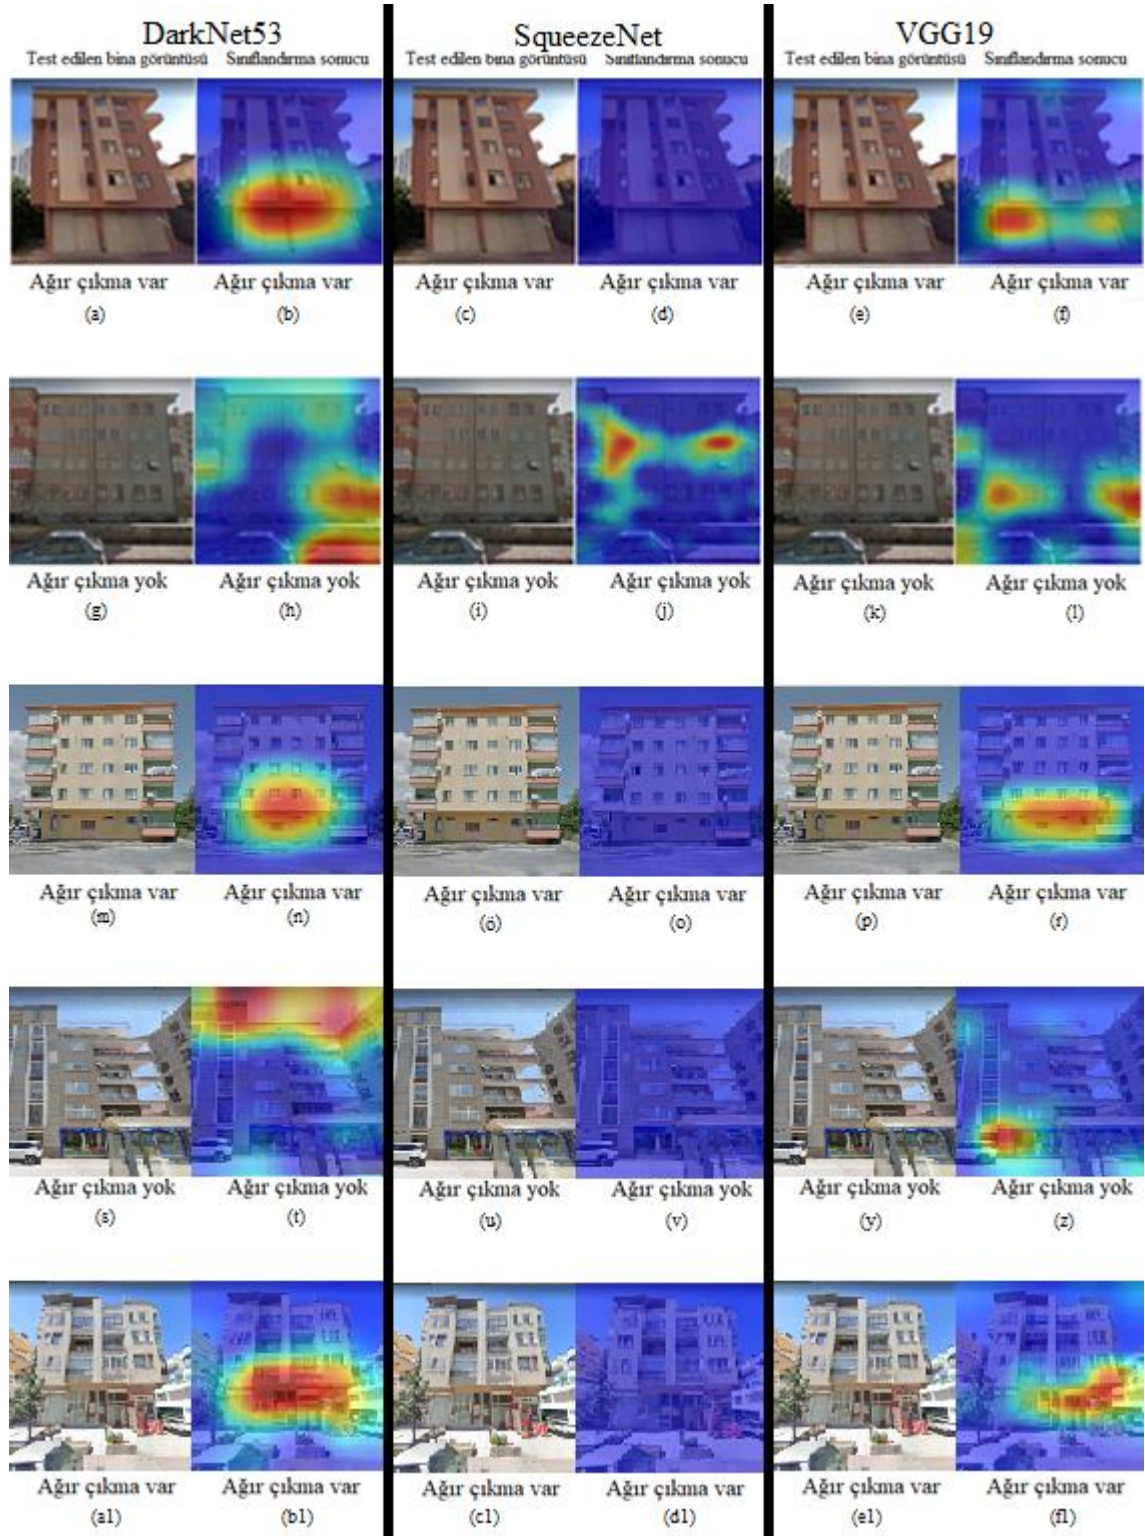 DarkNet53 SqueezeNet VGG19
Test edilen bina görüntüsü Sınıflandırma sonucu Test edilen bina görüntüsü Sınıflandırma sonucu Test edilen bina görüntüsü Sınıflandırma sonucu
Ağır çıkma var Ağır çıkma var Ağır çıkma var Ağır çıkma var Ağır çıkma var Ağır çıkma var
(a) (b) (c) (d) (e) (f)
Ağır çıkma yok Ağır çıkma yok Ağır çıkma yok Ağır çıkma yok Ağır çıkma yok Ağır çıkma yok
(g) (h) (i) (j) (k) (l)
Ağır çıkma var Ağır çıkma var Ağır çıkma var Ağır çıkma var Ağır çıkma var Ağır çıkma var
(m) (n) (ö) (o) (p) (r)
Ağır çıkma yok Ağır çıkma yok Ağır çıkma yok Ağır çıkma yok Ağır çıkma yok Ağır çıkma yok
(s) (t) (u) (v) (y) (z)
Ağır çıkma var Ağır çıkma var Ağır çıkma var Ağır çıkma var Ağır çıkma var Ağır çıkma var
(a1) (b1) (c1) (d1) (e1) (f1)